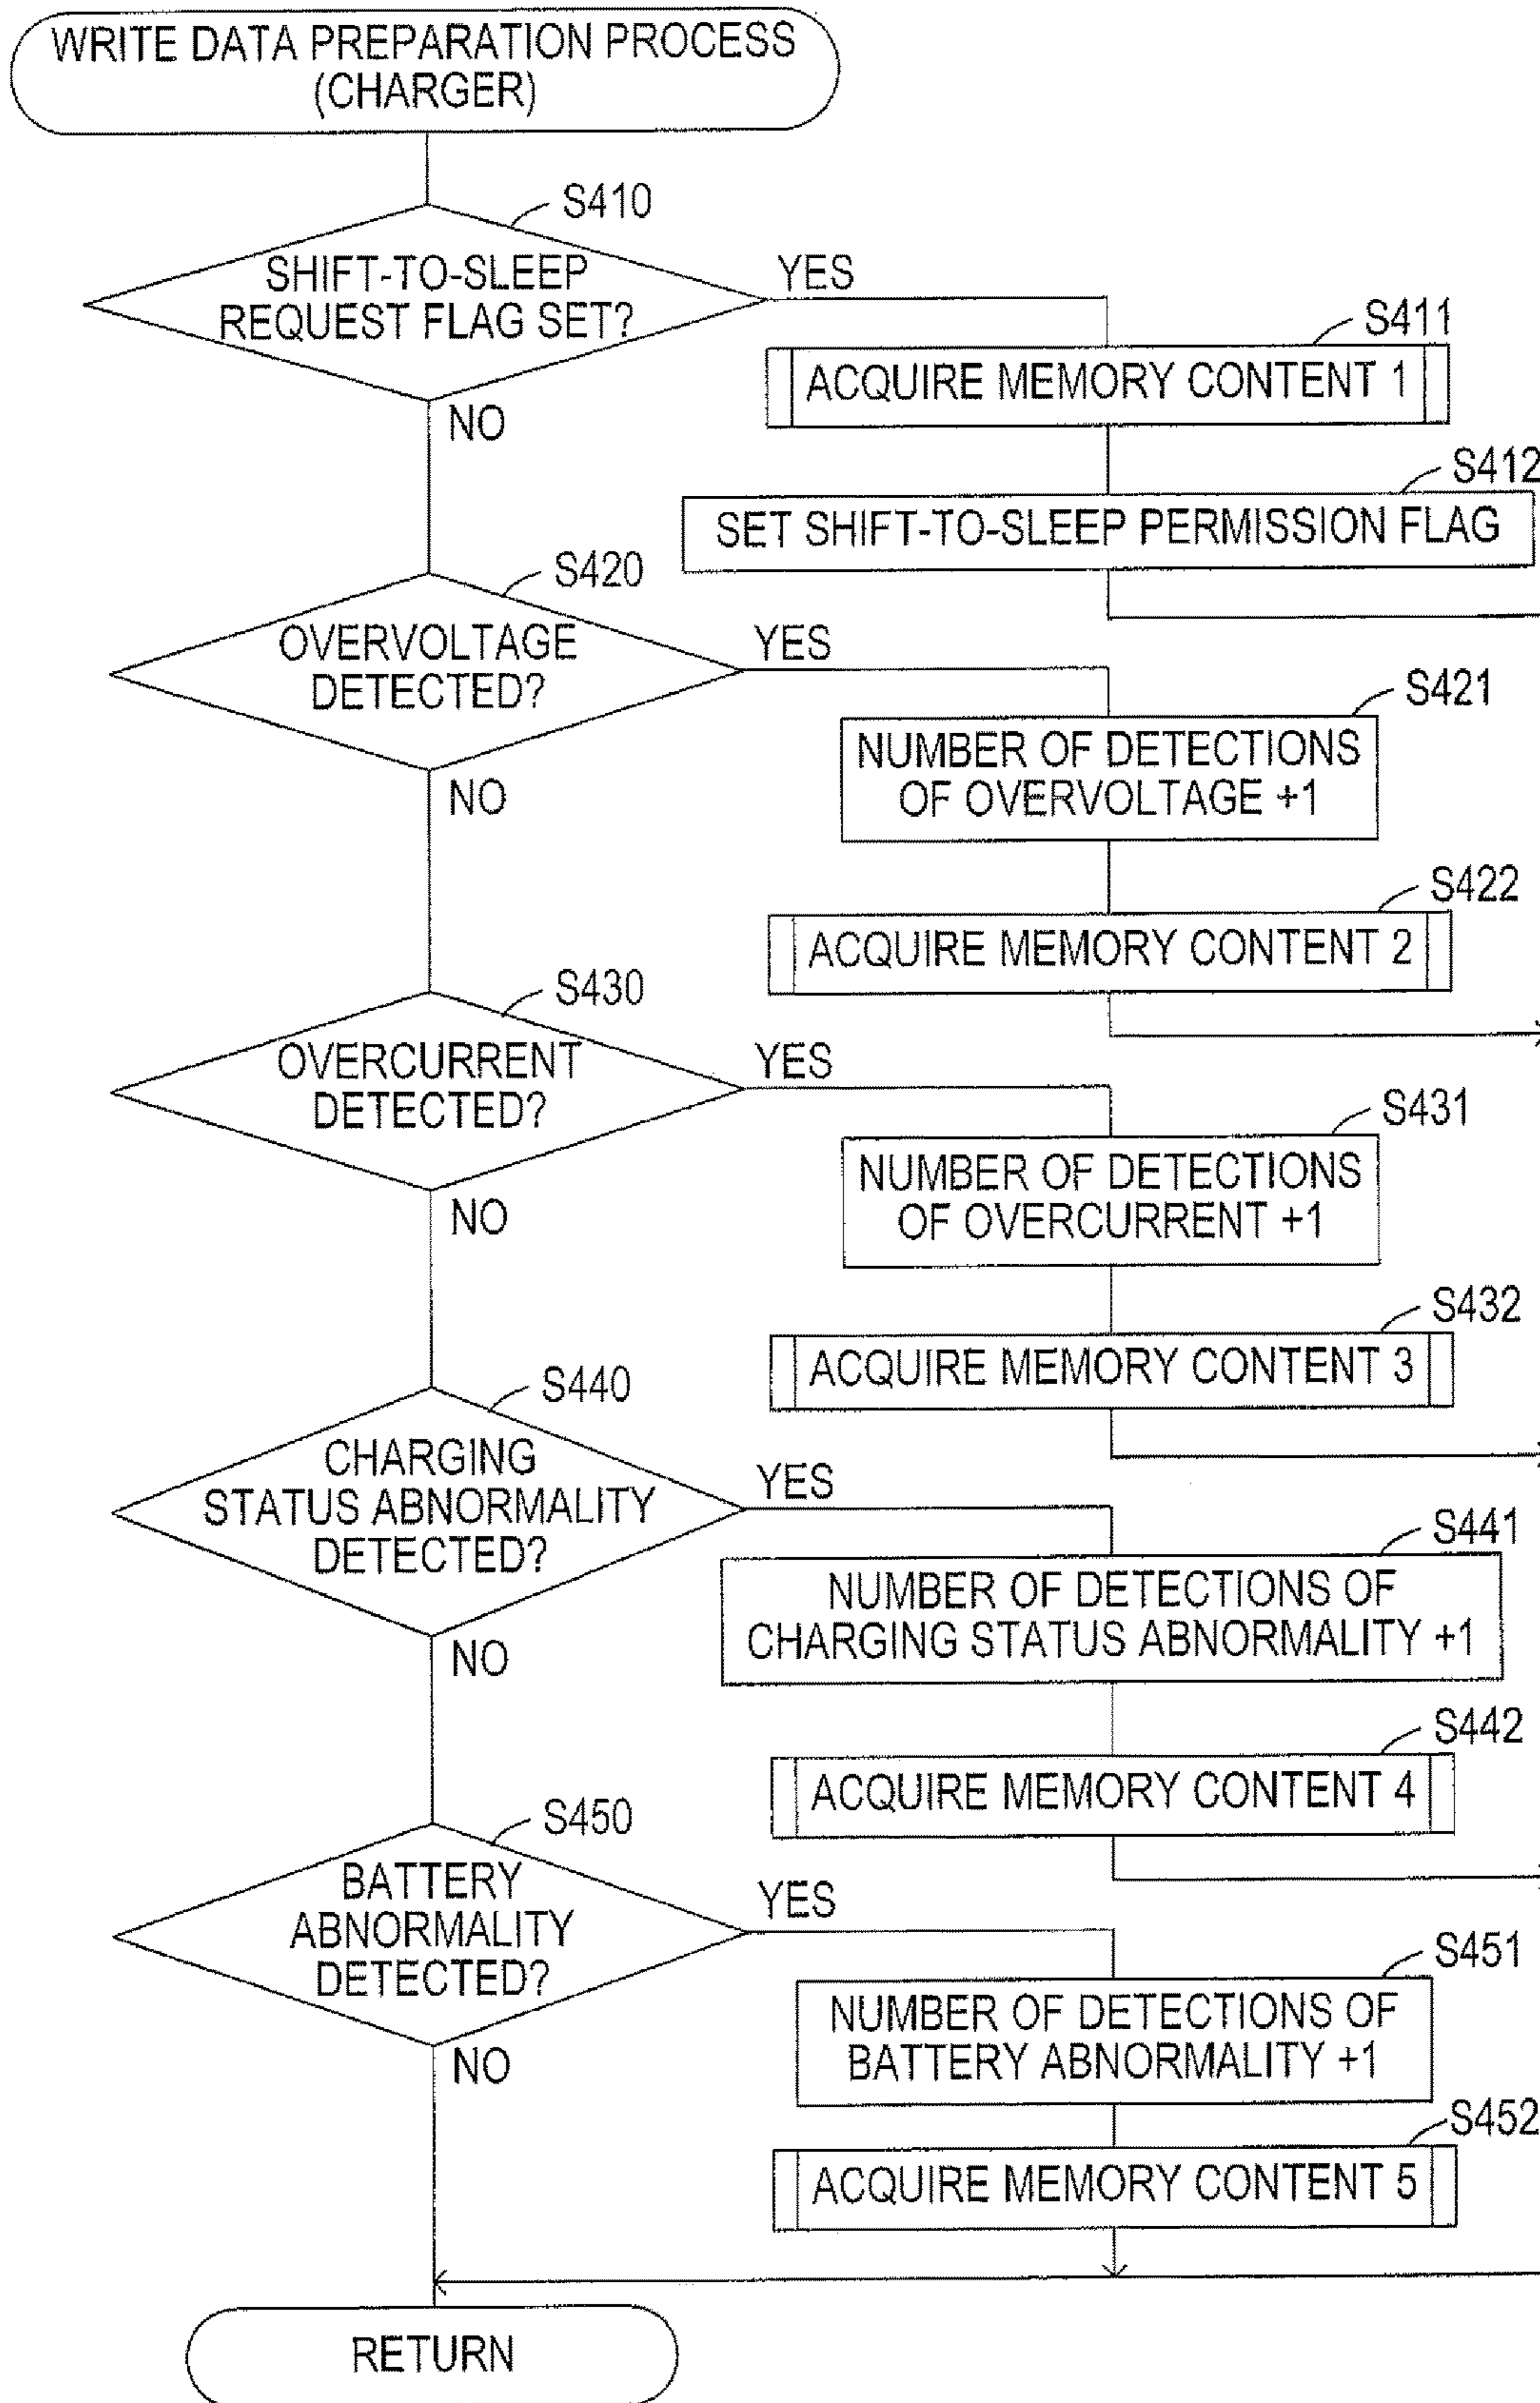 WRITE DATA PREPARATION PROCESS
(CHARGER)
S410
SHIFT-TO-SLEEP
REQUEST FLAG SET?
YES
NO
S411
ACQUIRE MEMORY CONTENT 1
S412
SET SHIFT-TO-SLEEP PERMISSION FLAG
S420
OVERVOLTAGE
DETECTED?
YES
NO
S421
NUMBER OF DETECTIONS
OF OVERVOLTAGE +1
S422
ACQUIRE MEMORY CONTENT 2
S430
OVERCURRENT
DETECTED?
YES
NO
S431
NUMBER OF DETECTIONS
OF OVERCURRENT +1
S432
ACQUIRE MEMORY CONTENT 3
S440
CHARGING
STATUS ABNORMALITY
DETECTED?
YES
NO
S441
NUMBER OF DETECTIONS OF
CHARGING STATUS ABNORMALITY +1
S442
ACQUIRE MEMORY CONTENT 4
S450
BATTERY
ABNORMALITY
DETECTED?
YES
NO
S451
NUMBER OF DETECTIONS OF
BATTERY ABNORMALITY +1
S452
ACQUIRE MEMORY CONTENT 5
RETURN